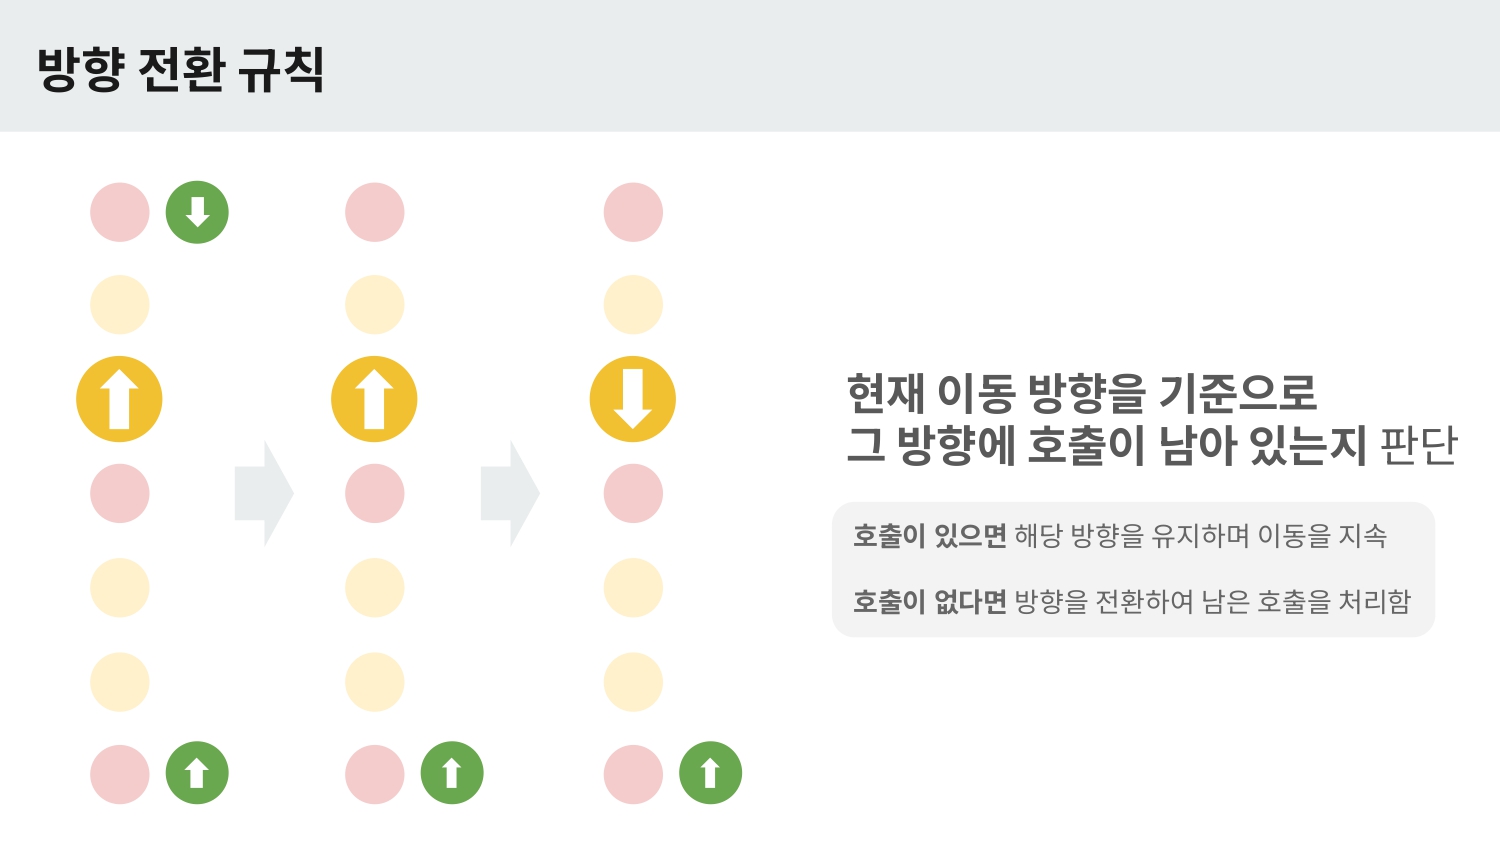 방향 전환 규칙
현재 이동 방향을 기준으로
그 방향에 호출이 남아 있는지 판단
호출이 있으면 해당 방향을 유지하며 이동을 지속
호출이 없다면 방향을 전환하여 남은 호출을 처리함